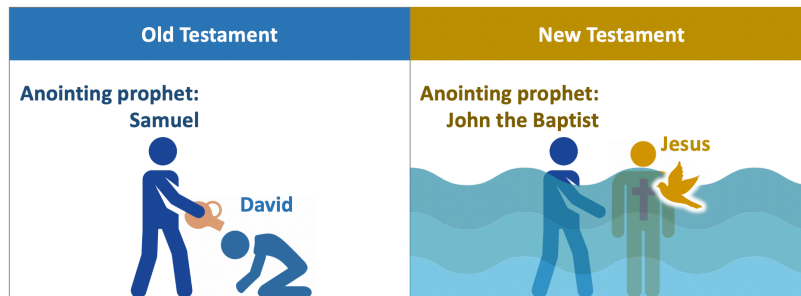 Old Testament
New Testament
Anointing prophet:
Samuel
David
Anointing prophet:
John the Baptist
Jesus